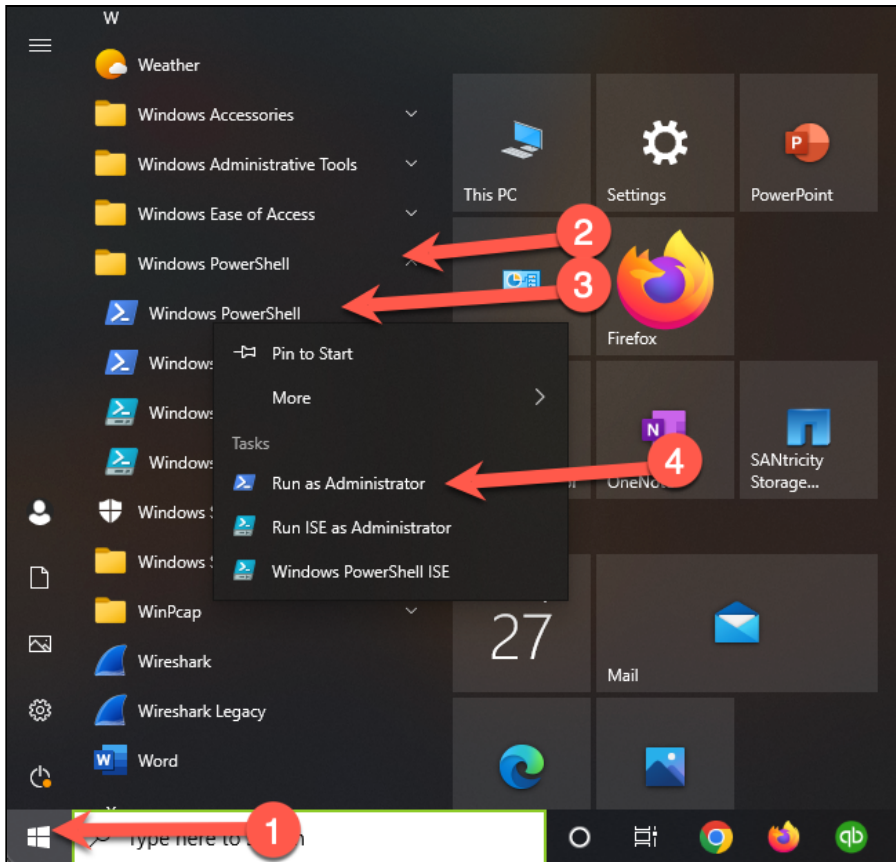 W
Weather
Windows Accessories
Windows Administrative Tools
Windows Ease of Access
Windows PowerShell
Windows PowerShell
Windows
Windows
Windows
Windows
Windows
WinPcap
Wireshark
Wireshark Legacy
Word
Pin to Start
More
Tasks
Run as Administrator
Run ISE as Administrator
Windows PowerShell ISE
This PC
Settings
PowerPoint
P
2
3
Firefox
4
N
OneNo
SANtricity
Storage...
27
Mail
W
1
Type here to
qb